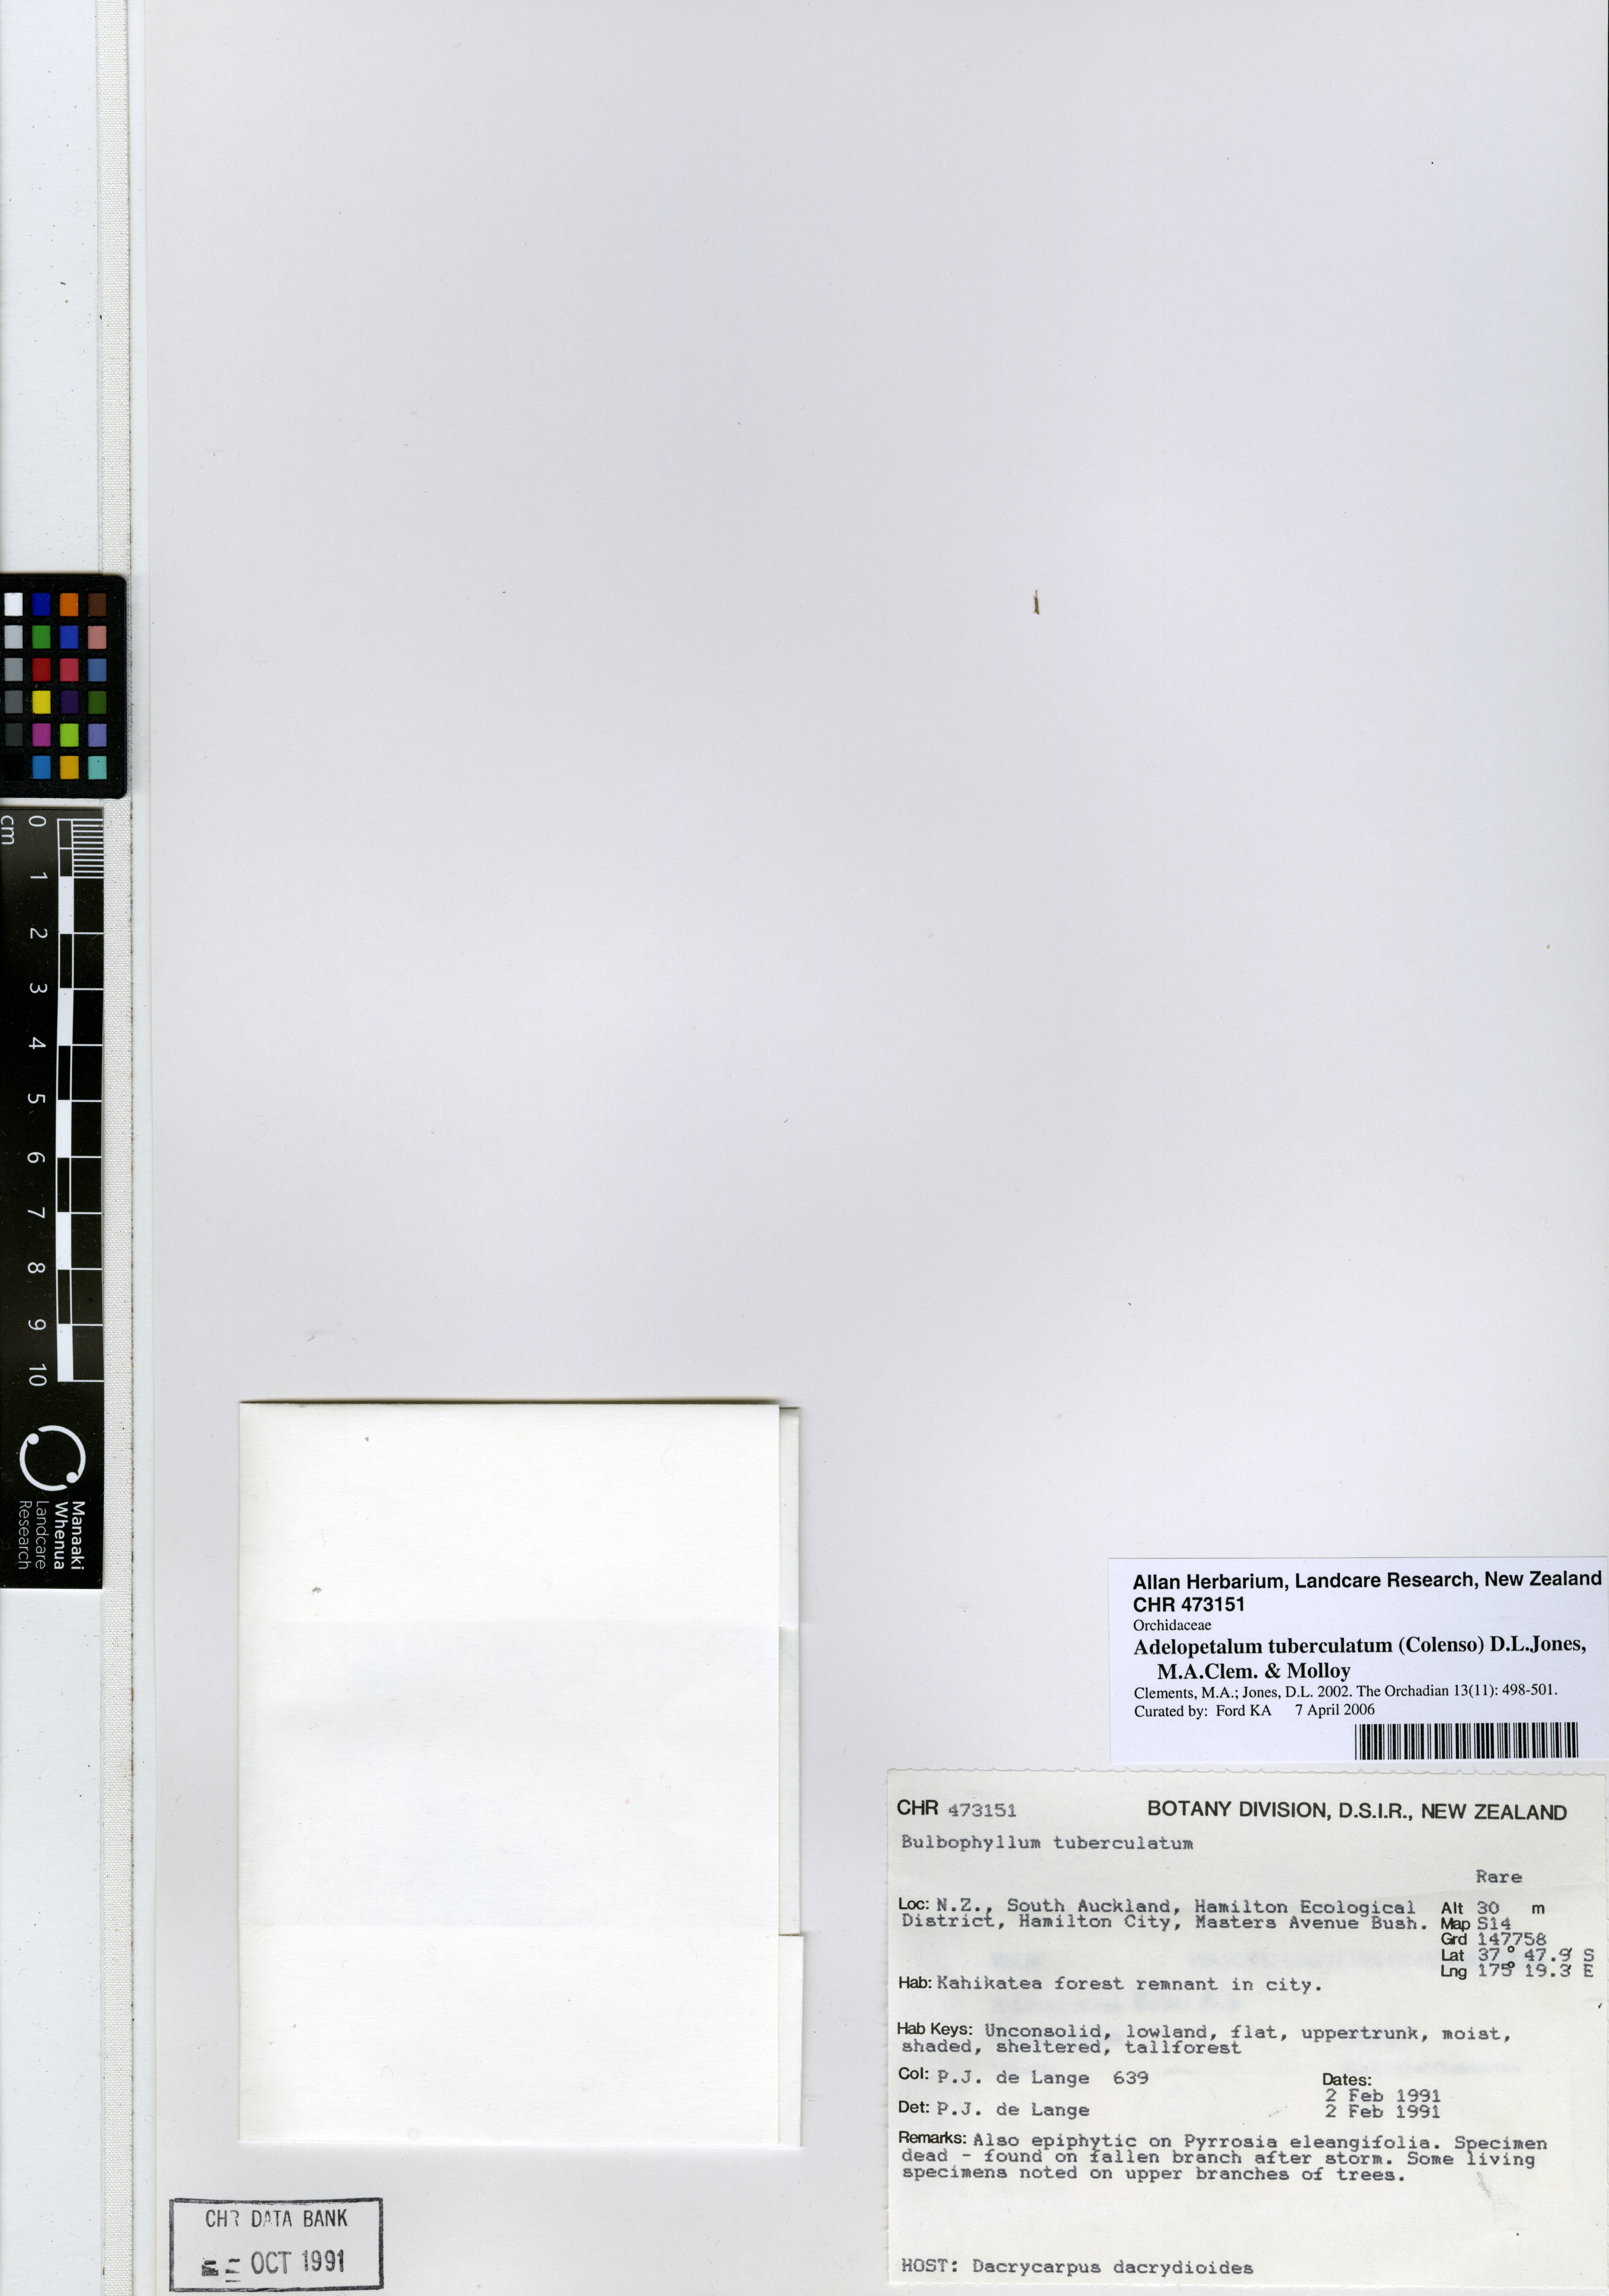 cm
0
1
2
3
4
5
6
7
8
9
10
Manaaki
Whenua
Landcare
Research
Allan Herbarium, Landcare Research, New Zealand
CHR 473151
Orchidaceae
Adelopetalum tuberculatum (Colenso) D.L.Jones,
M.A.Clem. & Molloy
Clements, M.A.; Jones, D.L. 2002. The Orchadian 13(11): 498-501.
Curated by: Ford KA 7 April 2006
CHR 473151 BOTANY DIVISION, D.S.I.R., NEW ZEALAND
Bulbophyllum tuberculatum
Rare
Loc: N.Z., South Auckland, Hamilton Ecological Alt 30 m
District, Hamilton City, Masters Avenue Bush. Map S14
Grd 147758
Lat 37° 47.9' S
Lng 175° 19.3' E
Hab: Kahikatea forest remnant in city.
Hab Keys: Unconsolid, lowland, flat, uppertrunk, moist,
shaded, sheltered, tallforest
Col: P.J. de Lange 639 Dates:
2 Feb 1991
Det: P.J. de Lange 2 Feb 1991
Remarks: Also epiphytic on Pyrrosia eleangifolia. Specimen
dead - found on fallen branch after storm. Some living
specimens noted on upper branches of trees.
HOST: Dacrycarpus dacrydioides
CHR DATA BANK
OCT 1991